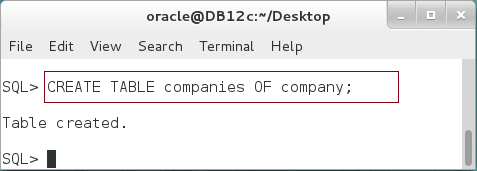 oracle@DB12c:~/Desktop
File Edit View Search Terminal Help
SQL> CREATE TABLE companies OF company;
Table created.
SQL>